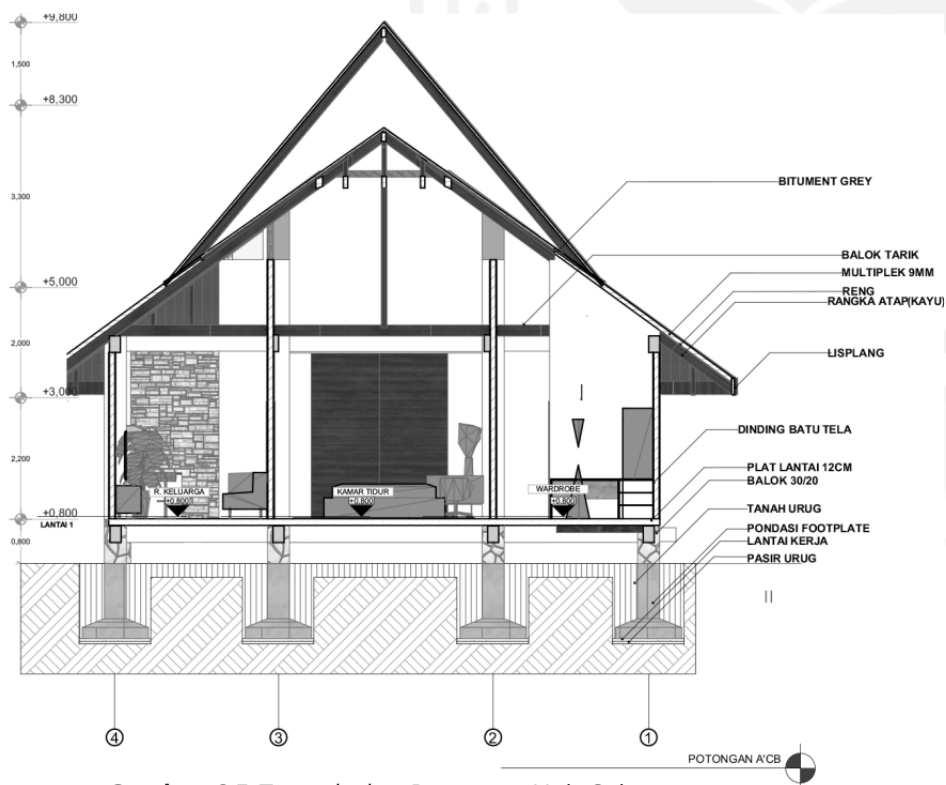 +9,800
1,500
+8,300
3,300
+5,000
2,000
+3,000
2,200
+0,800
LANTAI 1
0,800
BITUMENT GREY
BALOK TARIK
MULTIPLEK 9MM
RENG
RANGKA ATAP(KAYU)
LISPLANG
DINDING BATU TELA
PLAT LANTAI 12CM
BALOK 30/20
TANAH URUG
PONDASI FOOTPLATE
LANTAI KERJA
PASIR URUG
R. KELUARGA
+0.800
KAMAR TIDUR
+0.800
WARDROBE
+0.800
4
3
2
1
POTONGAN A'CB